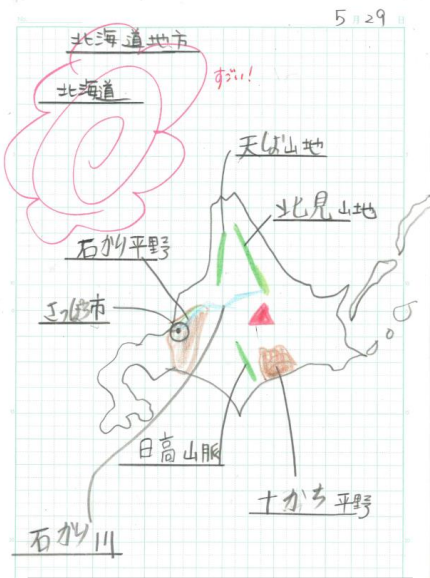 5 29
北海道地方
すごい!
北海道
天しお山地
北見山地
石かり平野
さっぽろ市
日高山脈
十かち平野
石かり川